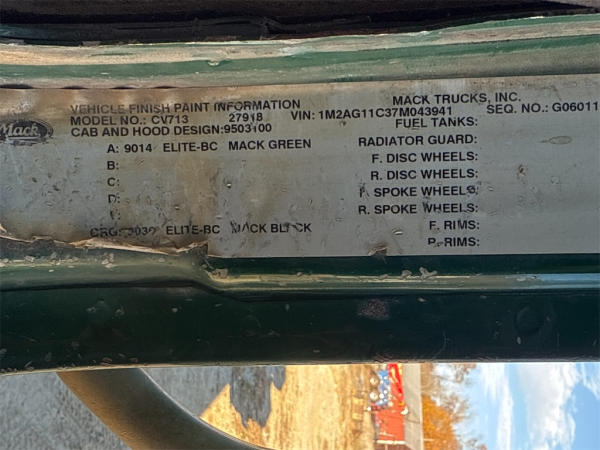 VEHICLE FINISH PAINT INFORMATION MACK TRUCKS, INC.
MODEL NO.: CV713 27918 VIN: 1M2AG11C37M043941 SEQ. NO.: G06011
CAB AND HOOD DESIGN:9503100 FUEL TANKS:
Mack
A: 9014 ELITE-BC MACK GREEN RADIATOR GUARD:
B: F. DISC WHEELS:
C: R. DISC WHEELS:
D: F. SPOKE WHEELS:
R. SPOKE WHEELS:
ELITE-BC MACK BLACK F. RIMS:
R. RIMS: